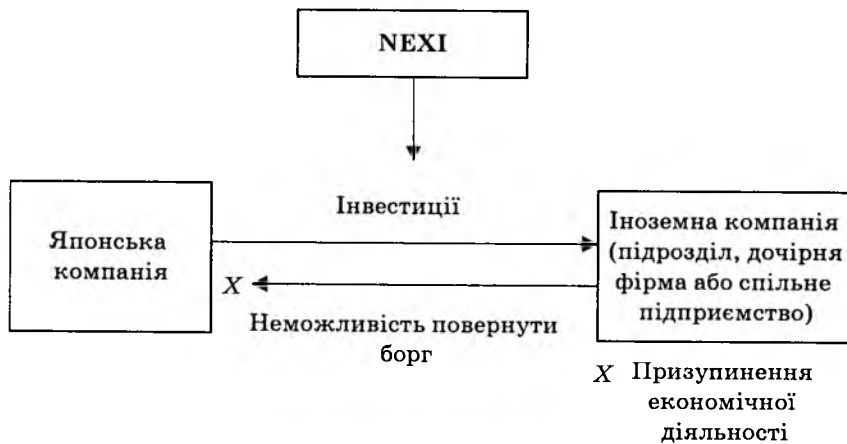 NEXI
Інвестиції
Японська
компанія
Іноземна компанія
(підрозділ, дочірня
фірма або спільне
підприємство)
X
Неможливість повернути
борг
X Призупинення
економічної
діяльності